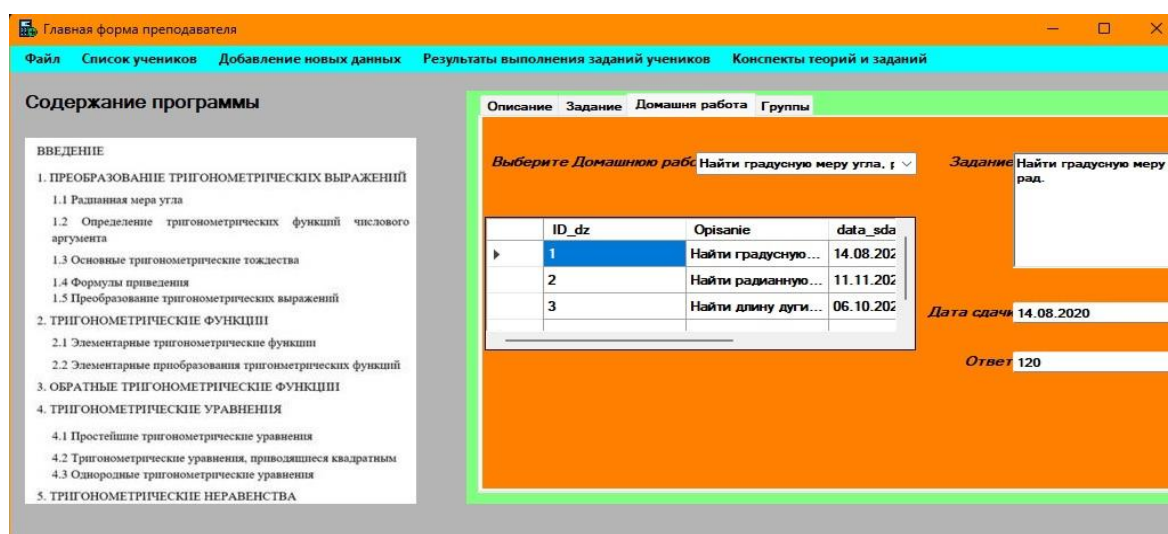 Главная форма преподавателя
Файл Список учеников Добавление новых данных Результаты выполнения заданий учеников Конспекты теорий и заданий
Содержание программы
ВВЕДЕНИЕ
1. ПРЕОБРАЗОВАНИЕ ТРИГОНОМЕТРИЧЕСКИХ ВЫРАЖЕНИЙ
1.1 Радианная мера угла
1.2 Определение тригонометрических функций числового
аргумента
1.3 Основные тригонометрические тождества
1.4 Формулы приведения
1.5 Преобразование тригонометрических выражений
2. ТРИГОНОМЕТРИЧЕСКИЕ ФУНКЦИИ
2.1 Элементарные тригонометрические функции
2.2 Элементарные приобразования тригонметрических функций
3. ОБРАТНЫЕ ТРИГОНОМЕТРИЧЕСКИЕ ФУНКЦИИ
4. ТРИГОНОМЕТРИЧЕСКИЕ УРАВНЕНИЯ
4.1 Простейшие тригонометрические уравнения
4.2 Тригонометрические уравнения, приводящиеся квадратным
4.3 Однородные тригонометрические уравнения
5. ТРИГОНОМЕТРИЧЕСКИЕ НЕРАВЕНСТВА
Описание Задание Домашня работа Группы
Выберите Домашнюю рабо Найти градусную меру угла, р
Задание Найти градусную меру
рад.
ID_dz Opisanie data_sda
1 Найти градусную... 14.08.202
2 Найти радианную... 11.11.202
3 Найти длину дуги... 06.10.202
Дата сдачи 14.08.2020
Ответ 120